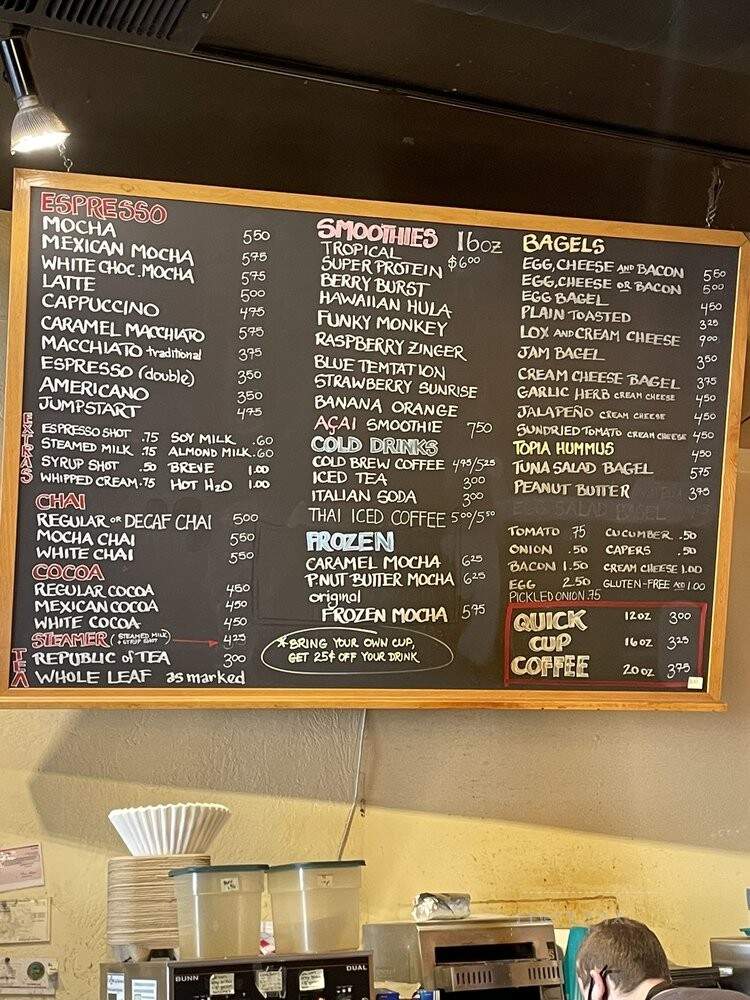 ESPRESSO
MOCHA 5.50
MEXICAN MOCHA 5.75
WHITE CHOC. MOCHA 5.75
LATTE 5.00
CAPPUCCINO 4.75
CARAMEL MACCHIATO 5.75
MACCHIATO traditional 3.75
ESPRESSO (double) 3.50
AMERICANO 3.50
JUMPSTART 4.75
EXTRAS
ESPRESSO SHOT .75 SOY MILK .60
STEAMED MILK .75 ALMOND MILK .60
SYRUP SHOT .50 BREVE 1.00
WHIPPED CREAM .75 HOT H2O 1.00
CHAI
REGULAR or DECAF CHAI 5.00
MOCHA CHAI 5.50
WHITE CHAI 5.50
COCOA
REGULAR COCOA 4.50
MEXICAN COCOA 4.50
WHITE COCOA 4.50
STEAMER (STEAMED MILK + SYRUP SHOT) → 4.25
TEA
REPUBLIC of TEA 3.00
WHOLE LEAF as marked
SMOOTHIES 16oz
TROPICAL $6.00
SUPER PROTEIN
BERRY BURST
HAWAIIAN HULA
FUNKY MONKEY
RASPBERRY ZINGER
BLUE TEMTATION
STRAWBERRY SUNRISE
BANANA ORANGE
AÇAI SMOOTHIE 7.50
COLD DRINKS
COLD BREW COFFEE 4.75/5.25
ICED TEA 3.00
ITALIAN SODA 3.00
THAI ICED COFFEE 5.00/5.50
FROZEN
CARAMEL MOCHA 6.25
P.NUT BUTTER MOCHA 6.25
original
FROZEN MOCHA 5.75
*BRING YOUR OWN CUP,
GET 25¢ OFF YOUR DRINK
BAGELS
EGG, CHEESE AND BACON 5.50
EGG, CHEESE OR BACON 5.00
EGG BAGEL 4.50
PLAIN TOASTED 3.25
LOX AND CREAM CHEESE 9.00
JAM BAGEL 3.50
CREAM CHEESE BAGEL 3.75
GARLIC HERB CREAM CHEESE 4.50
JALAPEÑO CREAM CHEESE 4.50
SUNDRIED TOMATO CREAM CHEESE 4.50
TOPIA HUMMUS 4.50
TUNA SALAD BAGEL 5.75
PEANUT BUTTER 3.75
EGG SALAD BAGEL
TOMATO .75 CUCUMBER .50
ONION .50 CAPERS .50
BACON 1.50 CREAM CHEESE 1.00
EGG 2.50 GLUTEN-FREE ADD 1.00
PICKLED ONION .75
QUICK CUP COFFEE
12oz 3.00
16oz 3.25
20oz 3.75
BUNN
DUAL